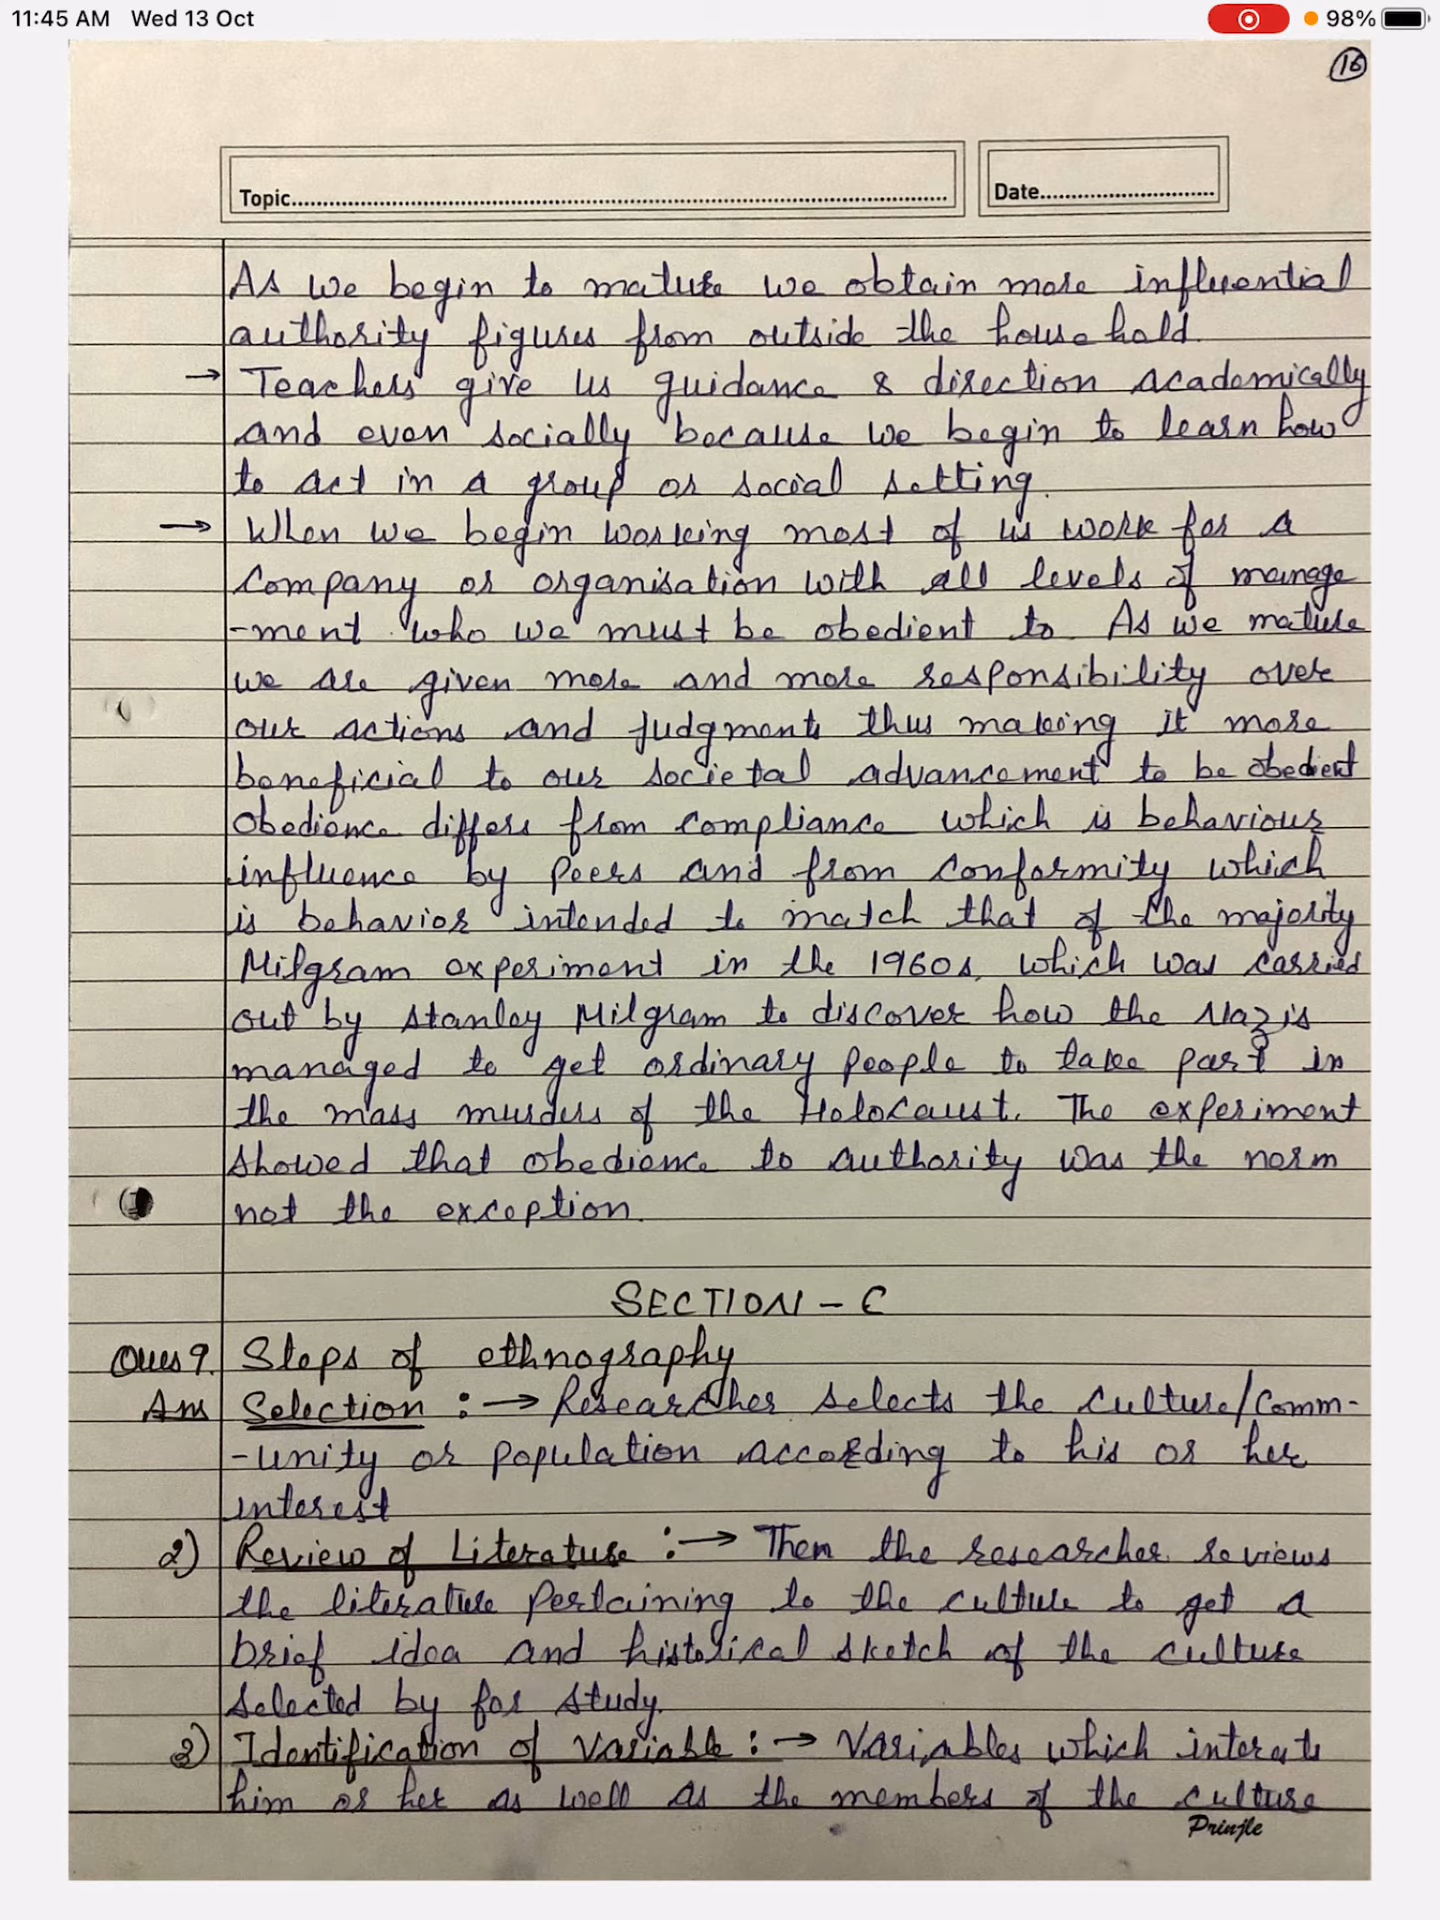 11:45 AM Wed 13 Oct
98%
16
Topic
Date
As we begin to mature we obtain more influential
authority figures from outside the household.
→ Teachers give us guidance & direction academically
and even socially because we begin to learn how
to act in a group or social setting.
→ When we begin working most of us work for a
company or organisation with all levels of manage
-ment who we must be obedient to. As we mature
we are given more and more responsibility over
our actions and judgments thus making it more
beneficial to our societal advancement to be obedient
Obedience differs from compliance which is behaviour
influence by peers and from conformity which
is behavior intended to match that of the majority
Milgram experiment in the 1960s, which was carried
out by Stanley Milgram to discover how the Nazis
managed to get ordinary people to take part in
the mass murders of the Holocaust. The experiment
showed that obedience to authority was the norm
not the exception.
SECTION - C
Ques 9. Steps of ethnography
Ans Selection :→ Researcher selects the culture/Comm-
-unity or population according to his or her
interest
2) Review of Literature :→ Then the researcher reviews
the literature pertaining to the culture to get a
brief idea and historical sketch of the culture
selected by for study.
3) Identification of Variable :→ Variables which interests
him or her as well as the members of the culture
Prinjle